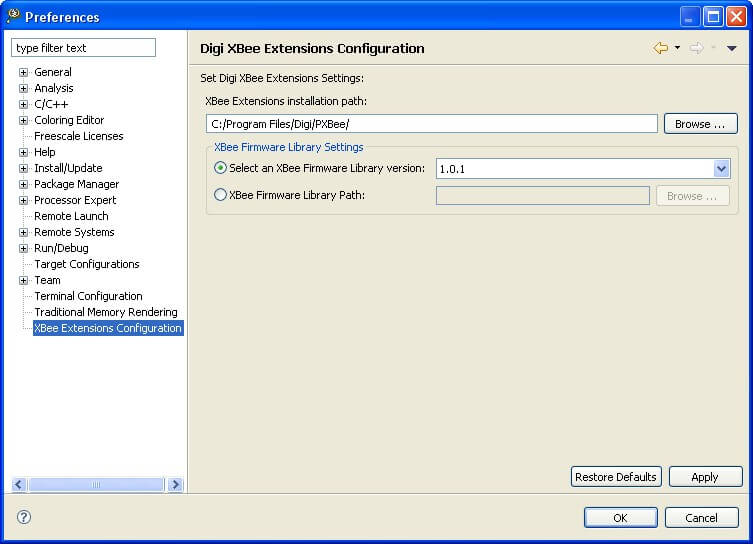 Preferences
type filter text
Digi XBee Extensions Configuration
General
Analysis
C/C++
Coloring Editor
Freescale Licenses
Help
Install/Update
Package Manager
Processor Expert
Remote Launch
Remote Systems
Run/Debug
Target Configurations
Team
Terminal Configuration
Traditional Memory Rendering
XBee Extensions Configuration
Set Digi XBee Extensions Settings:
XBee Extensions installation path:
C:/Program Files/Digi/PXBee/ Browse ...
XBee Firmware Library Settings
Select an XBee Firmware Library version: 1.0.1
XBee Firmware Library Path: Browse ...
Restore Defaults Apply
? OK Cancel